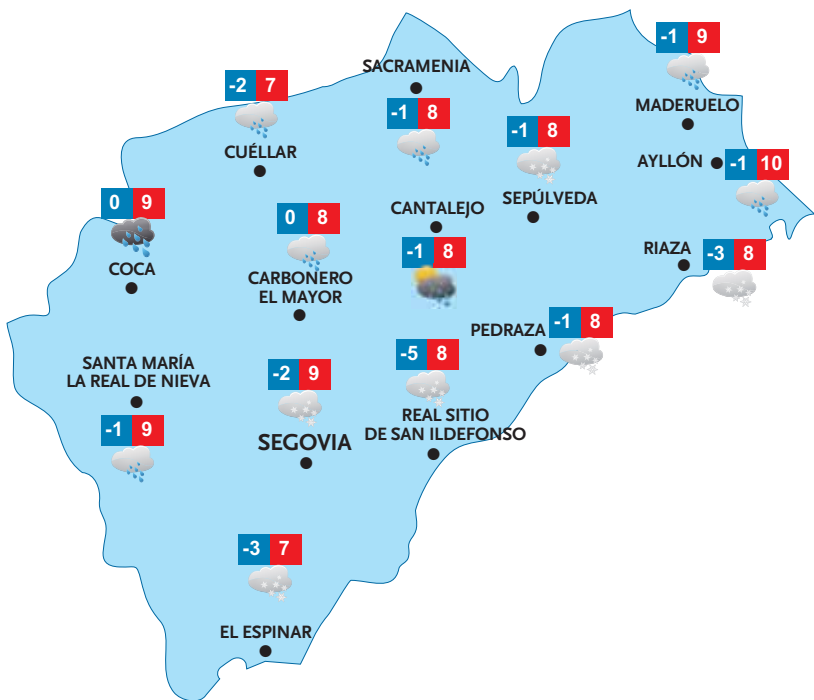 -1 9
MADERUELO
SACRAMENIA
-1 8
-2 7
CUÉLLAR
-1 8
SEPÚLVEDA
AYLLÓN
-1 10
0 9
COCA
0 8
CARBONERO
EL MAYOR
CANTALEJO
-1 8
RIAZA
-3 8
PEDRAZA
-1 8
SANTA MARÍA
LA REAL DE NIEVA
-1 9
-2 9
SEGOVIA
-5 8
REAL SITIO
DE SAN ILDEFONSO
-3 7
EL ESPINAR